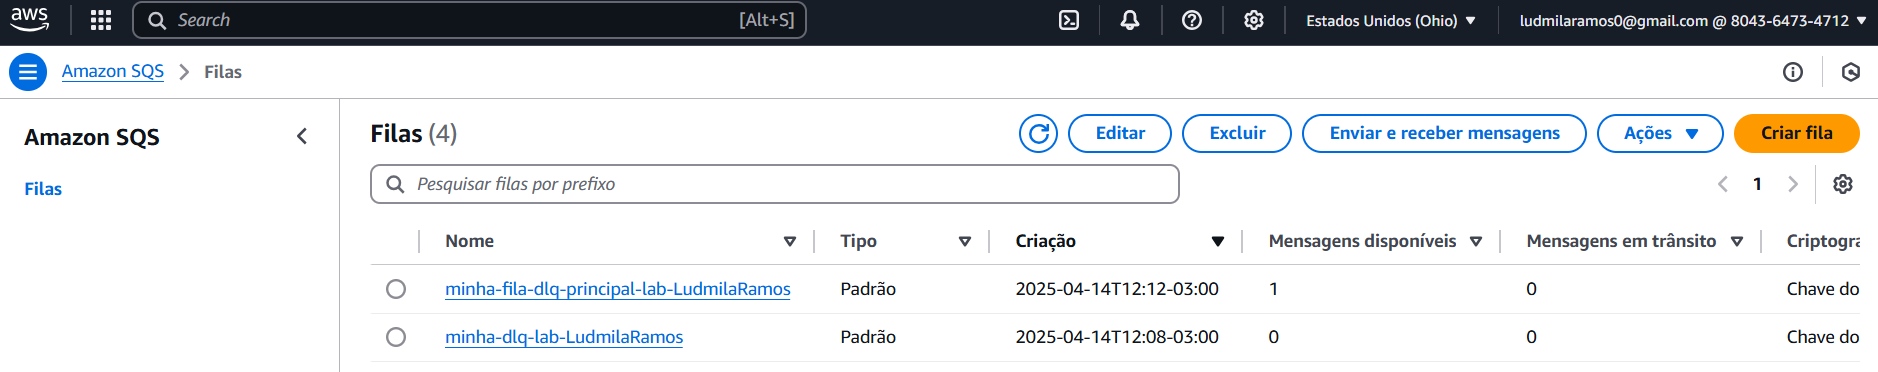 aws Search [Alt+S] Estados Unidos (Ohio) ludmilaramos0@gmail.com @ 8043-6473-4712
Amazon SQS Filas
Amazon SQS
Filas
Filas (4) Editar Excluir Enviar e receber mensagens Ações Criar fila
Pesquisar filas por prefixo 1
Nome Tipo Criação Mensagens disponíveis Mensagens em trânsito Criptogra
minha-fila-dlq-principal-lab-LudmilaRamos Padrão 2025-04-14T12:12-03:00 1 0 Chave do
minha-dlq-lab-LudmilaRamos Padrão 2025-04-14T12:08-03:00 0 0 Chave do